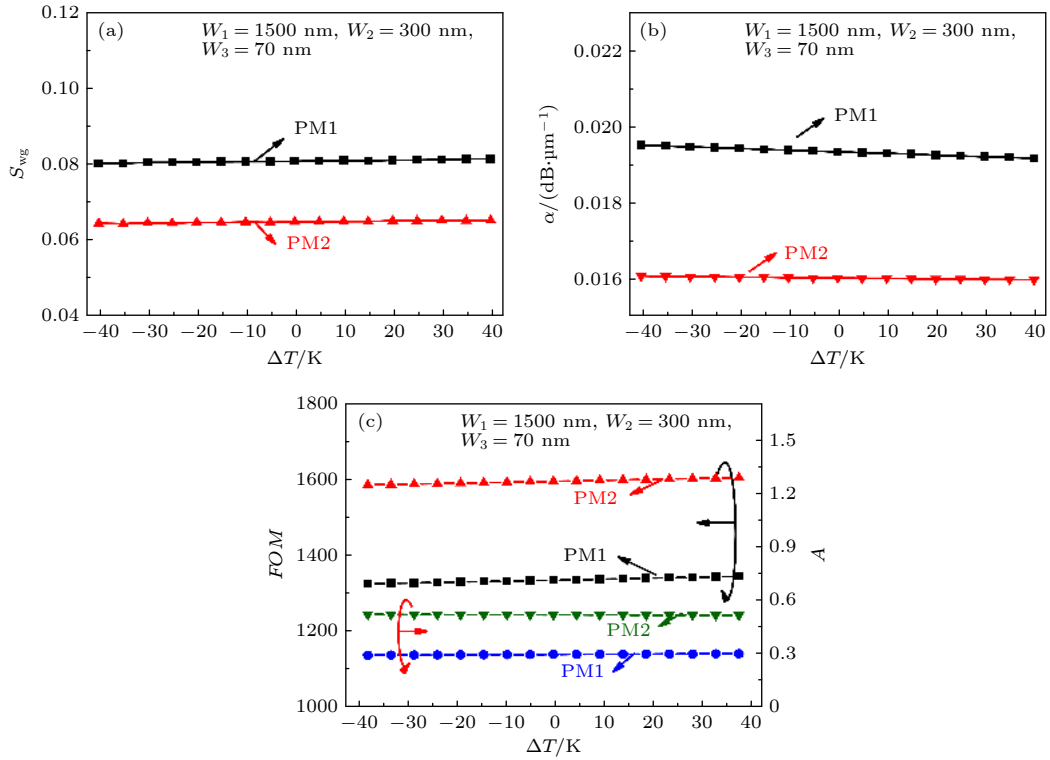 (a)
W₁ = 1500 nm, W₂ = 300 nm,
W₃ = 70 nm
0.12
0.10
0.08
0.06
0.04
S_wg
PM1
PM2
−40 −30 −20 −10 0 10 20 30 40
ΔT/K
(b)
W₁ = 1500 nm, W₂ = 300 nm,
W₃ = 70 nm
0.022
0.020
0.018
0.016
α/(dB·μm⁻¹)
PM1
PM2
−40 −30 −20 −10 0 10 20 30 40
ΔT/K
(c)
W₁ = 1500 nm, W₂ = 300 nm,
W₃ = 70 nm
1800
1600
1400
1200
1000
FOM
PM2
PM1
PM2
PM1
1.5
1.2
0.9
0.6
0.3
0
A
−40 −30 −20 −10 0 10 20 30 40
ΔT/K